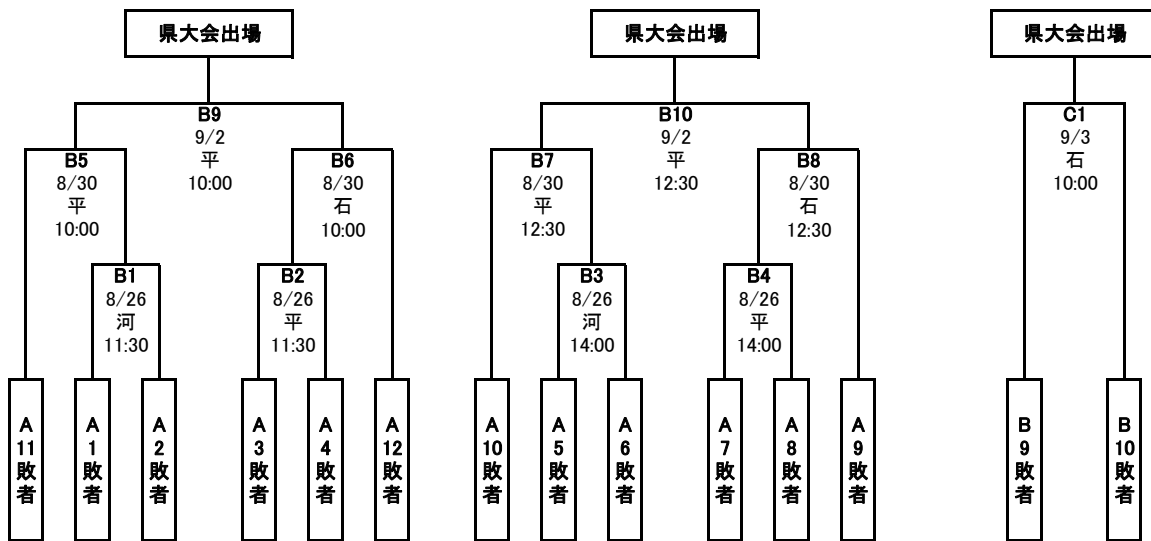 県大会出場
県大会出場
県大会出場
B9
9/2
平
10:00
B10
9/2
平
12:30
C1
9/3
石
10:00
B5
8/30
平
10:00
B6
8/30
石
10:00
B7
8/30
平
12:30
B8
8/30
石
12:30
B1
8/26
河
11:30
B2
8/26
平
11:30
B3
8/26
河
14:00
B4
8/26
平
14:00
A11敗者
A1敗者
A2敗者
A3敗者
A4敗者
A12敗者
A10敗者
A5敗者
A6敗者
A7敗者
A8敗者
A9敗者
B9敗者
B10敗者